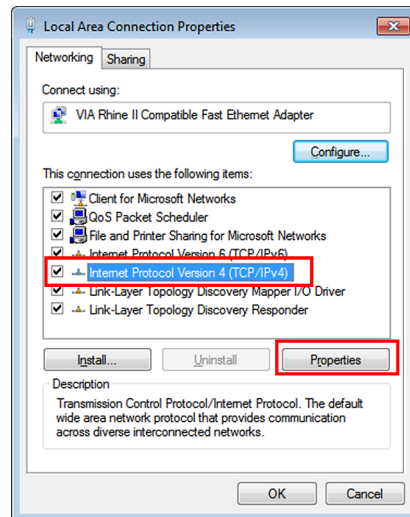 Local Area Connection Properties
Networking
Sharing
Connect using:
VIA Rhine II Compatible Fast Ethernet Adapter
Configure...
This connection uses the following items:
Client for Microsoft Networks
QoS Packet Scheduler
File and Printer Sharing for Microsoft Networks
Internet Protocol Version 6 (TCP/IPv6)
Internet Protocol Version 4 (TCP/IPv4)
Link-Layer Topology Discovery Mapper I/O Driver
Link-Layer Topology Discovery Responder
Install...
Uninstall
Properties
Description
Transmission Control Protocol/Internet Protocol. The default
wide area network protocol that provides communication
across diverse interconnected networks.
OK
Cancel